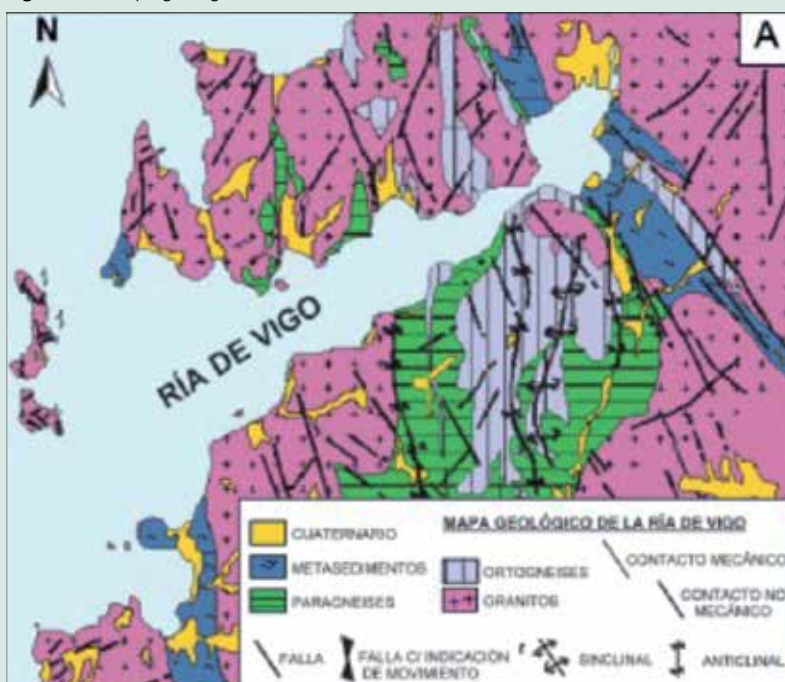 N
A
RÍA DE VIGO
MAPA GEOLÓGICO DE LA RÍA DE VIGO
CUATERNARIO
METASEDIMENTOS
PARAGNEISES
ORTOGNEISES
GRANITOS
CONTACTO MECÁNICO
CONTACTO NO
MECÁNICO
FALLA
FALLA C/ INDICACIÓN
DE MOVIMIENTO
SINCLINAL
ANTICLINAL